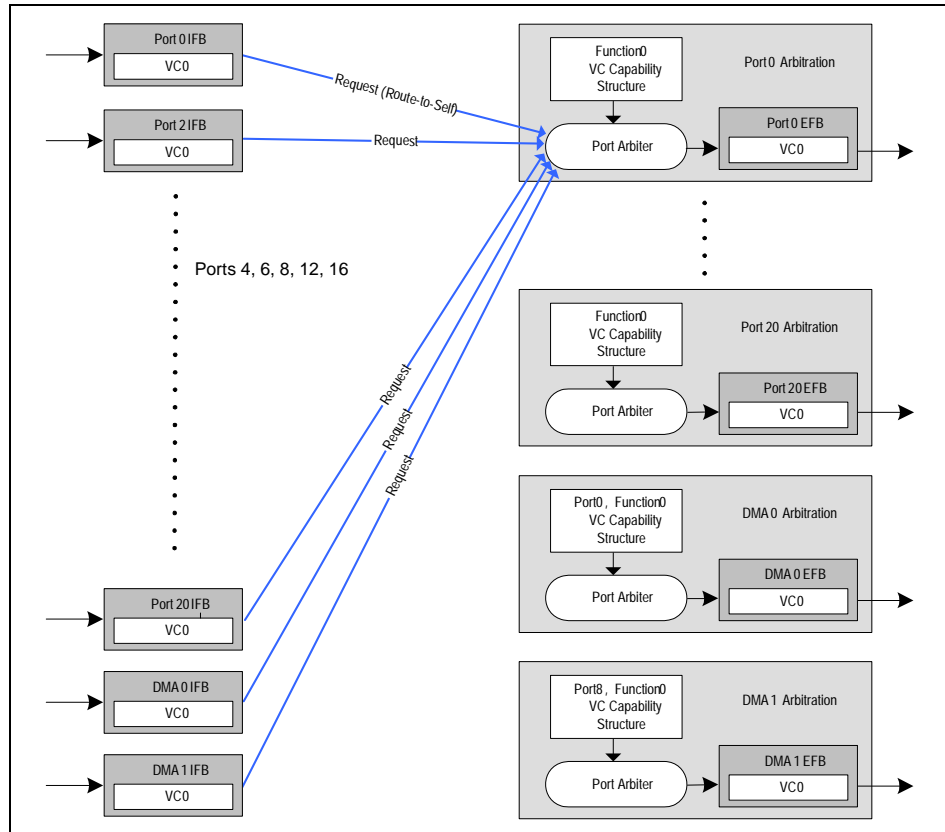 Port 0 IFB
VC0
Port 2 IFB
VC0
Ports 4, 6, 8, 12, 16
Port 20 IFB
VC0
DMA 0 IFB
VC0
DMA 1 IFB
VC0
Request (Route-to-Self)
Request
Request
Request
Request
Function0
VC Capability
Structure
Port 0 Arbitration
Port Arbiter
Port 0 EFB
VC0
Function0
VC Capability
Structure
Port 20 Arbitration
Port Arbiter
Port 20 EFB
VC0
Port0, Function0
VC Capability
Structure
DMA 0 Arbitration
Port Arbiter
DMA 0 EFB
VC0
Port8, Function0
VC Capability
Structure
DMA 1 Arbitration
Port Arbiter
DMA 1 EFB
VC0